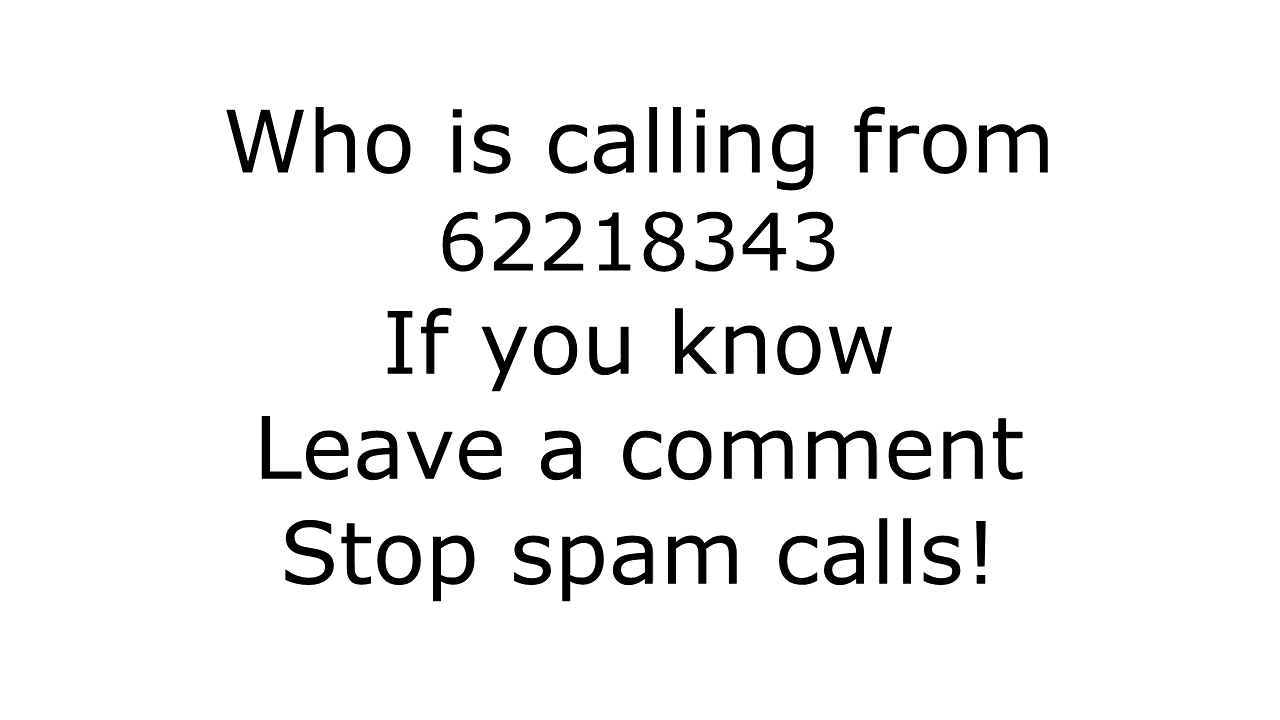 Who is calling from
62218343
If you know
Leave a comment
Stop spam calls!